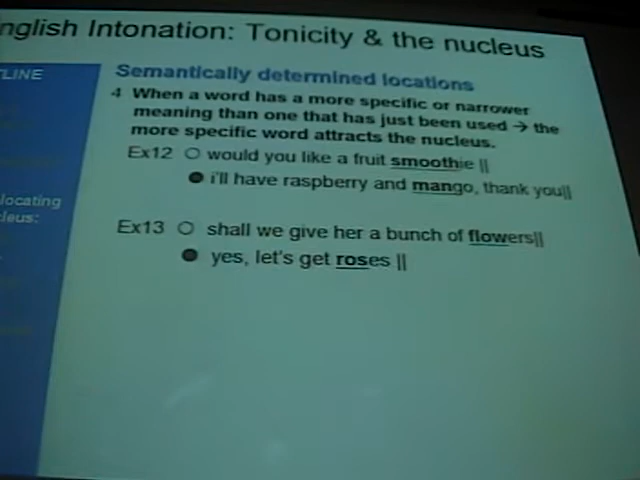 nglish Intonation: Tonicity & the nucleus
TLINE
Semantically determined locations
4 When a word has a more specific or narrower
meaning than one that has just been used → the
more specific word attracts the nucleus.
Ex12 O would you like a fruit smoothie ||
● i'll have raspberry and mango, thank you||
locating
cleus:
Ex13 O shall we give her a bunch of flowers||
● yes, let's get roses ||